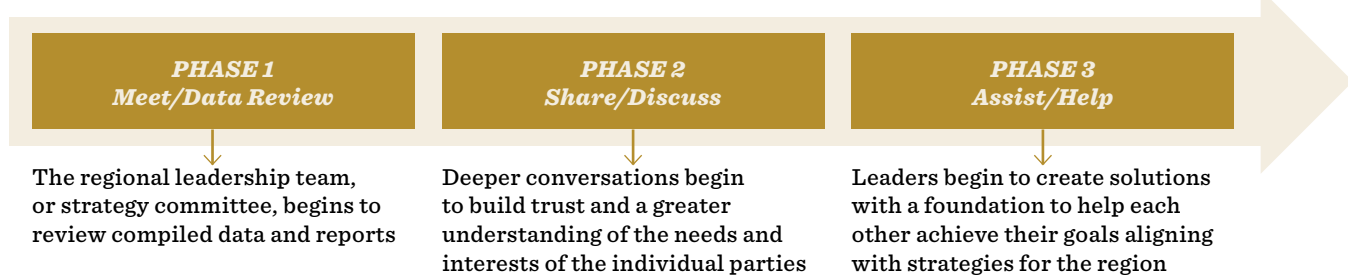 PHASE 1
Meet/Data Review
The regional leadership team,
or strategy committee, begins to
review compiled data and reports
PHASE 2
Share/Discuss
Deeper conversations begin
to build trust and a greater
understanding of the needs and
interests of the individual parties
PHASE 3
Assist/Help
Leaders begin to create solutions
with a foundation to help each
other achieve their goals aligning
with strategies for the region